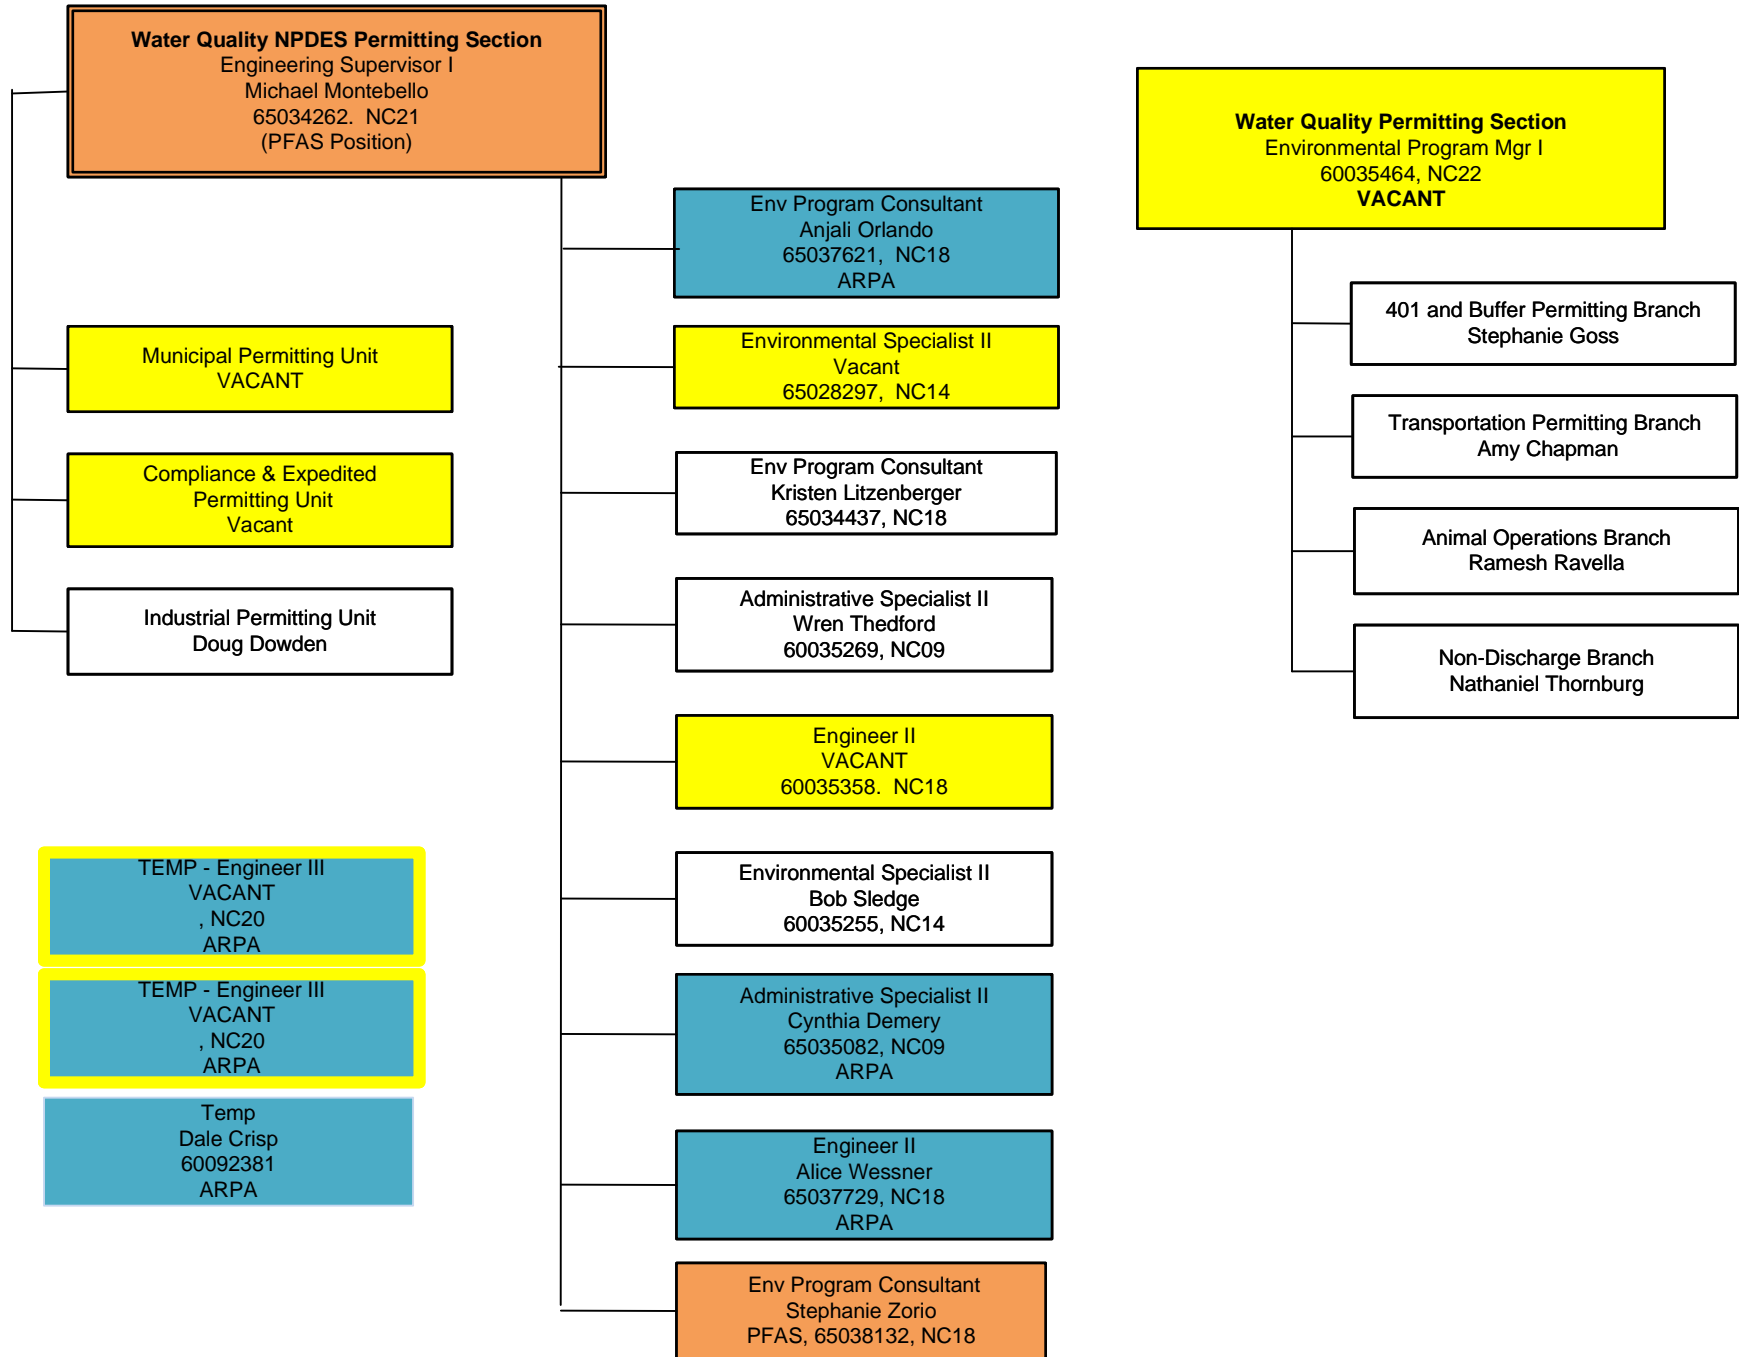 Water Quality NPDES Permitting Section
Engineering Supervisor I
Michael Montebello
65034262.  NC21
(PFAS Position)
Municipal Permitting Unit
VACANT
Compliance & Expedited
Permitting Unit
Vacant
Industrial Permitting Unit
Doug Dowden
TEMP - Engineer III
VACANT
, NC20
ARPA
TEMP - Engineer III
VACANT
, NC20
ARPA
Temp
Dale Crisp
60092381
ARPA
Env Program Consultant
Anjali Orlando
65037621,  NC18
ARPA
Environmental Specialist II
Vacant
65028297,  NC14
Env Program Consultant
Kristen Litzenberger
65034437, NC18
Administrative Specialist II
Wren Thedford
60035269, NC09
Engineer II
VACANT
60035358.  NC18
Environmental Specialist II
Bob Sledge
60035255, NC14
Administrative Specialist II
Cynthia Demery
65035082, NC09
ARPA
Engineer II
Alice Wessner
65037729, NC18
ARPA
Env Program Consultant
Stephanie Zorio
PFAS, 65038132, NC18
Water Quality Permitting Section
Environmental Program Mgr I
60035464, NC22
VACANT
401 and Buffer Permitting Branch
Stephanie Goss
Transportation Permitting Branch
Amy Chapman
Animal Operations Branch
Ramesh Ravella
Non-Discharge Branch
Nathaniel Thornburg